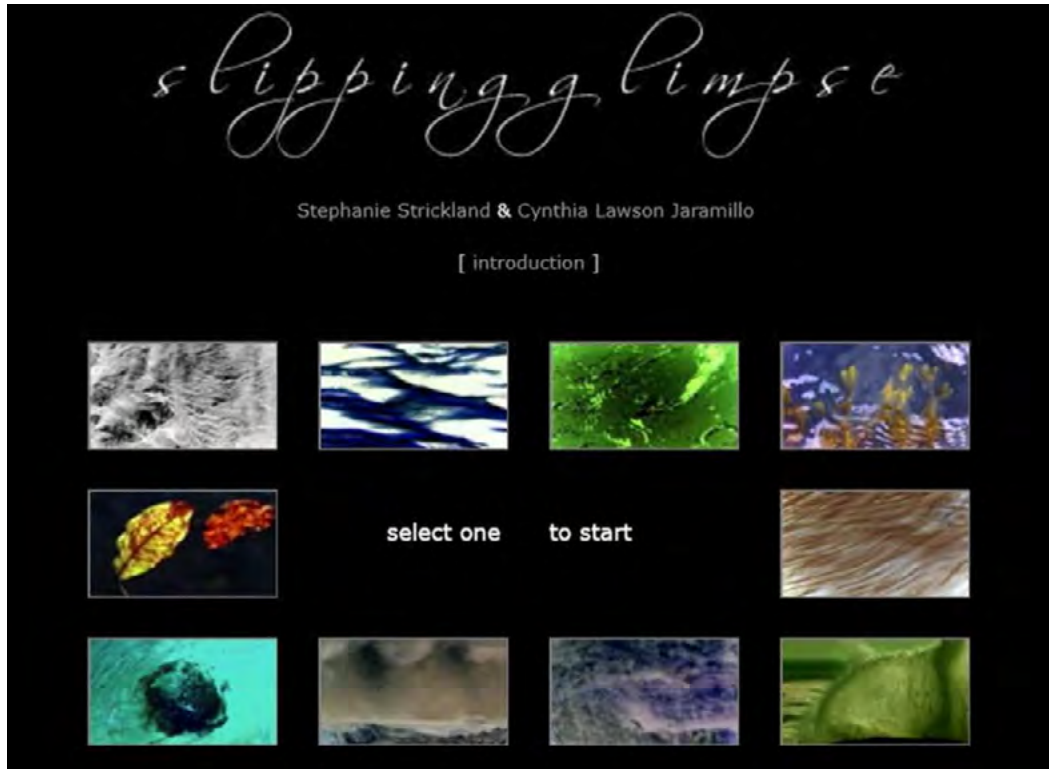 slippingglimpse
Stephanie Strickland & Cynthia Lawson Jaramillo
[ introduction ]
select one to start